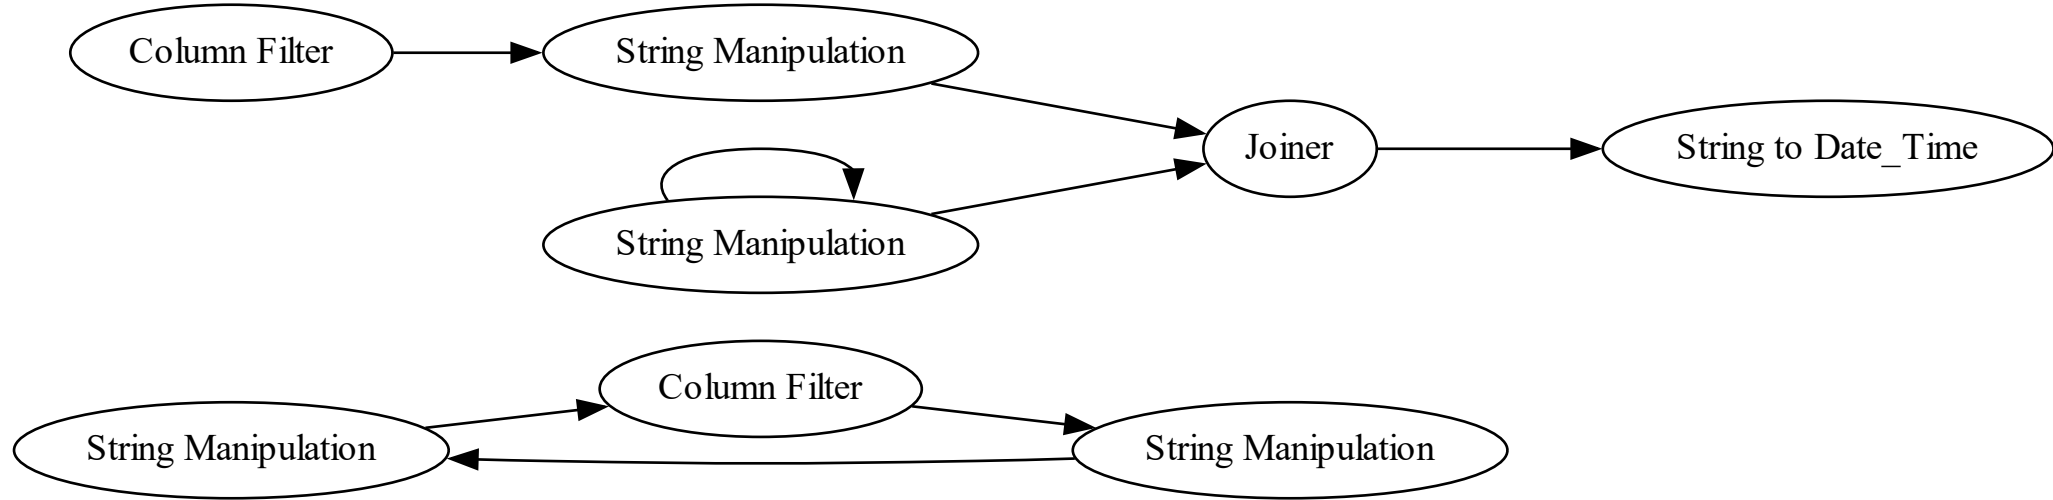 Column Filter
String Manipulation
Joiner
String to Date_Time
String Manipulation
Column Filter
String Manipulation
String Manipulation